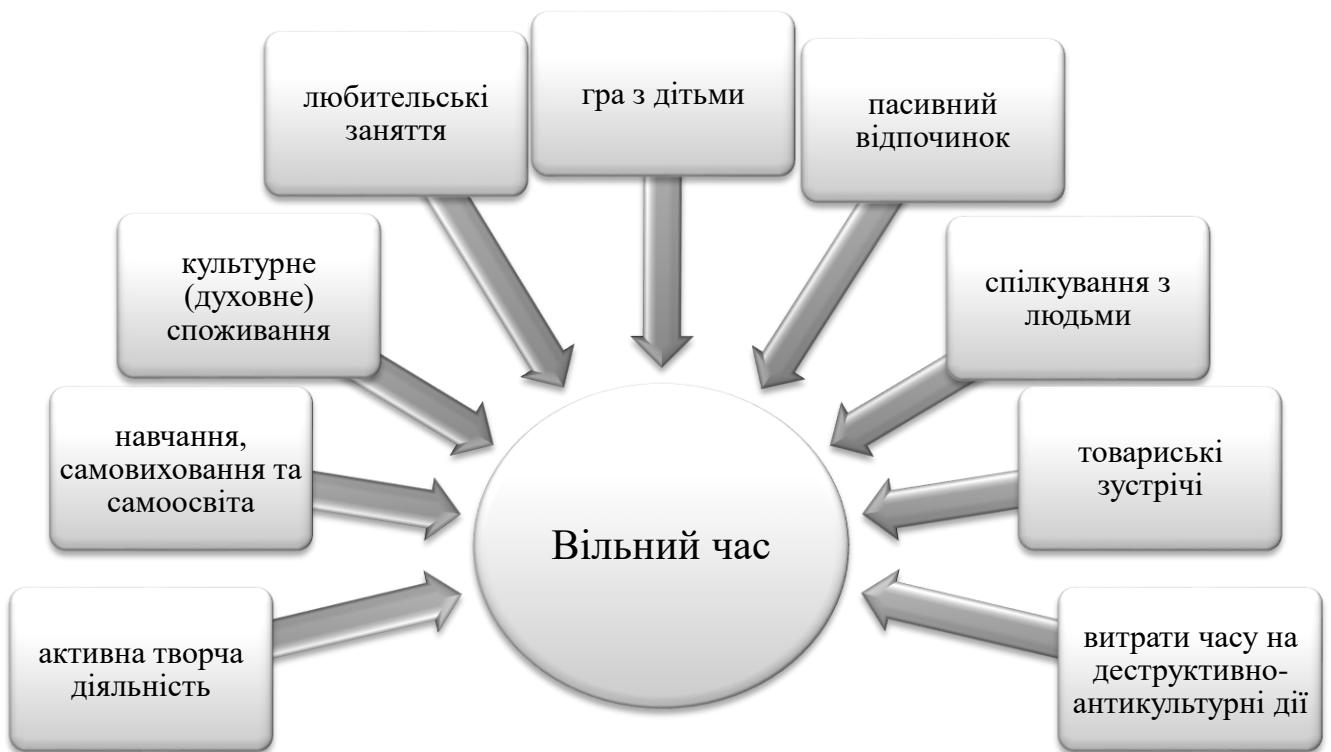 любительські
заняття
гра з дітьми
пасивний
відпочинок
культурне
(духовне)
споживання
спілкування з
людьми
навчання,
самовиховання та
самоосвіта
товариські
зустрічі
Вільний час
активна творча
діяльність
витрати часу на
деструктивно-
антикультурні дії